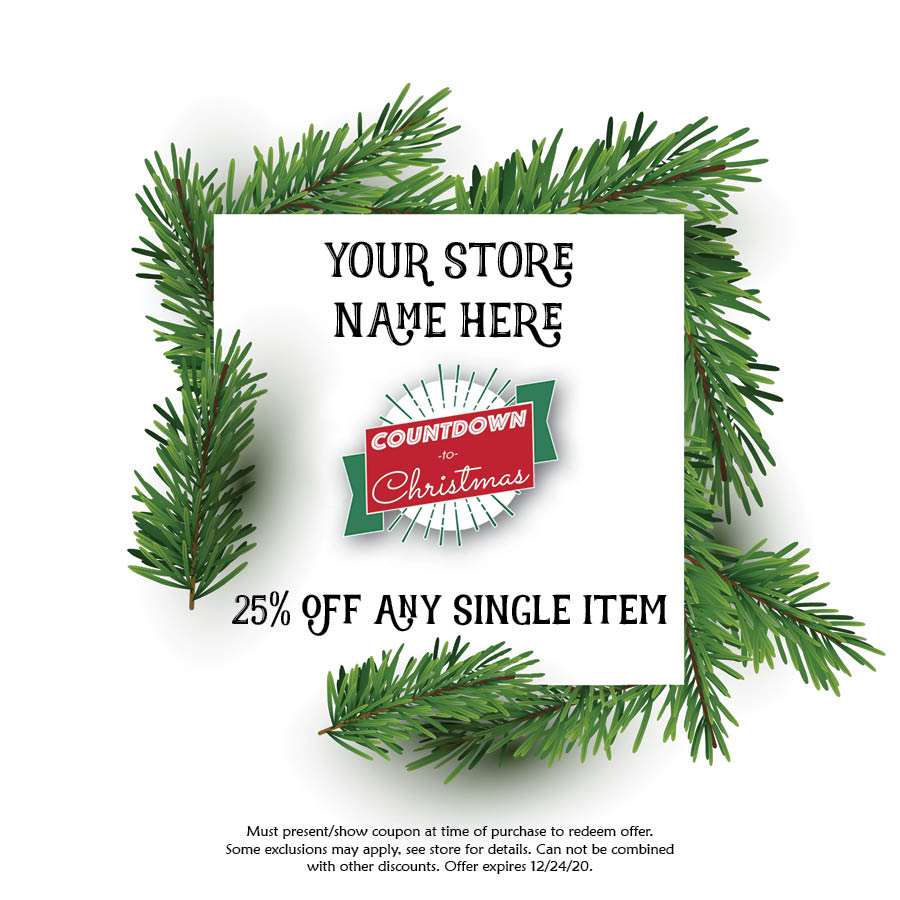 YOUR STORE
NAME HERE
COUNTDOWN
-to-
Christmas
25% OFF ANY SINGLE ITEM
Must present/show coupon at time of purchase to redeem offer.
Some exclusions may apply, see store for details. Can not be combined
with other discounts. Offer expires 12/24/20.